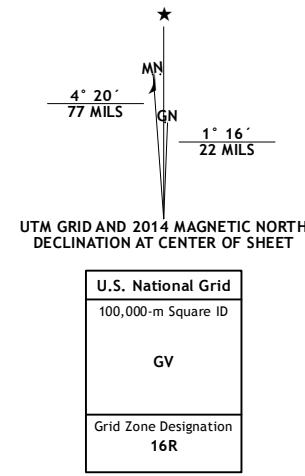 ★
MN
GN
4° 20´
77 MILS
1° 16´
22 MILS
UTM GRID AND 2014 MAGNETIC NORTH
DECLINATION AT CENTER OF SHEET
U.S. National Grid
100,000-m Square ID
GV
Grid Zone Designation
16R